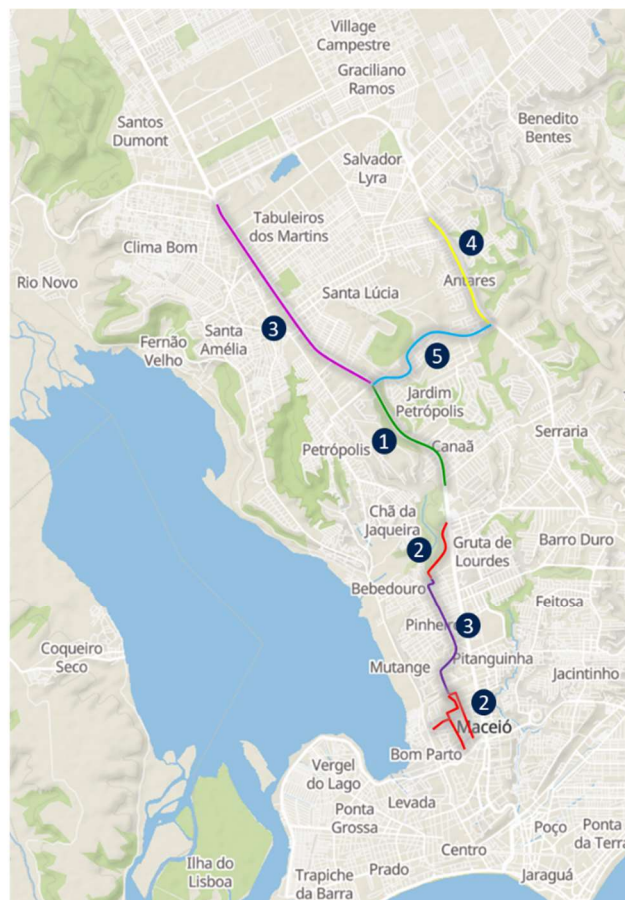 Village
Campestre
Graciliano
Ramos
Santos
Dumont
Benedito
Bentes
Salvador
Lyra
Tabuleiros
dos Martins
4
Clima Bom
Antares
Rio Novo
Santa Lúcia
3
Santa
Amélia
Fernão
Velho
5
Jardim
Petrópolis
1
Petrópolis
Canaã
Serraria
Chã da
Jaqueira
2
Gruta de
Lourdes
Barro Duro
Bebedouro
Feitosa
Pinheiro
3
Coqueiro
Seco
Mutange
Pitanguinha
Jacintinho
2
Maceió
Bom Parto
Vergel
do Lago
Levada
Ponta
Grossa
Poço
Ponta
da Terra
Centro
Ilha do
Lisboa
Trapiche
da Barra
Prado
Jaraguá